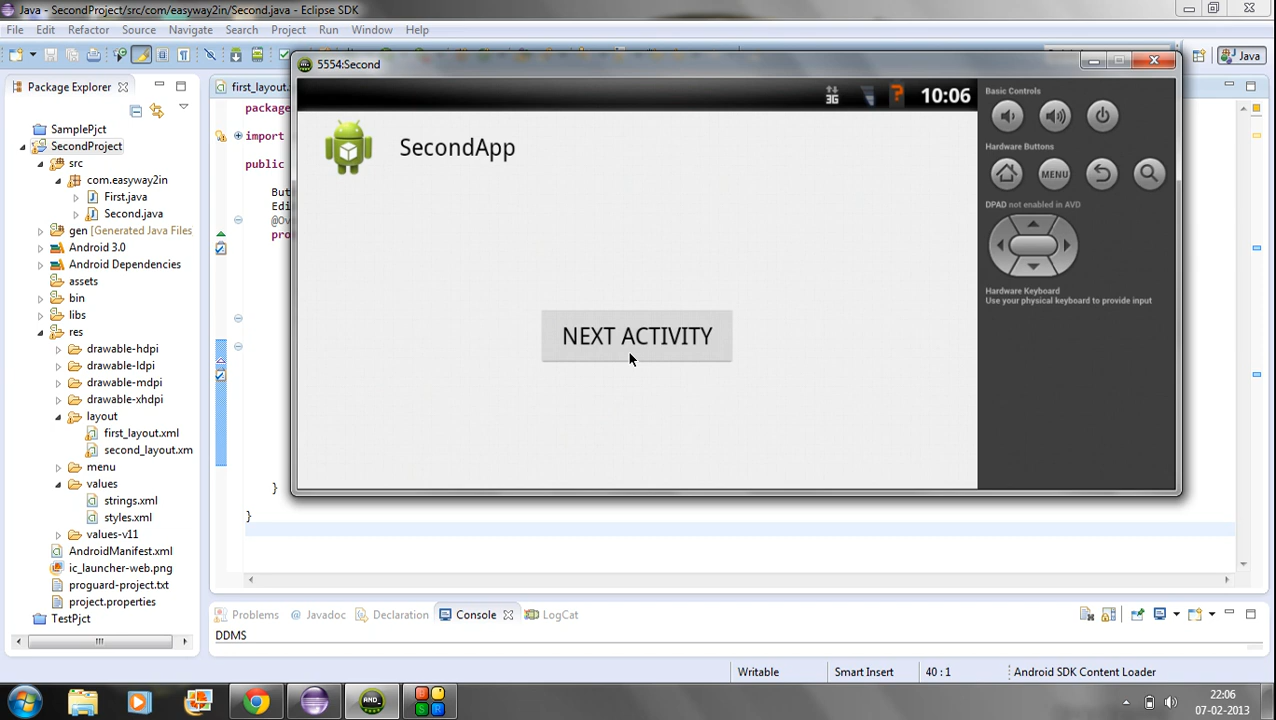 Java - SecondProject/src/com/easyway2in/Second.java - Eclipse SDK
File Edit Refactor Source Navigate Search Project Run Window Help
Java
Package Explorer
SamplePjct
SecondProject
src
com.easyway2in
First.java
Second.java
gen [Generated Java Files
Android 3.0
Android Dependencies
assets
bin
libs
res
drawable-hdpi
drawable-ldpi
drawable-mdpi
drawable-xhdpi
layout
first_layout.xml
second_layout.xm
menu
values
strings.xml
styles.xml
values-v11
AndroidManifest.xml
ic_launcher-web.png
proguard-project.txt
project.properties
TestPjct
first_layout.
package
import
public
But
Edi
@Ov
pro
}
}
5554:Second
3G 10:06
SecondApp
NEXT ACTIVITY
Basic Controls
Hardware Buttons
MENU
DPAD not enabled in AVD
Hardware Keyboard
Use your physical keyboard to provide input
Problems @ Javadoc Declaration Console LogCat
DDMS
Writable Smart Insert 40 : 1 Android SDK Content Loader
22:06
07-02-2013